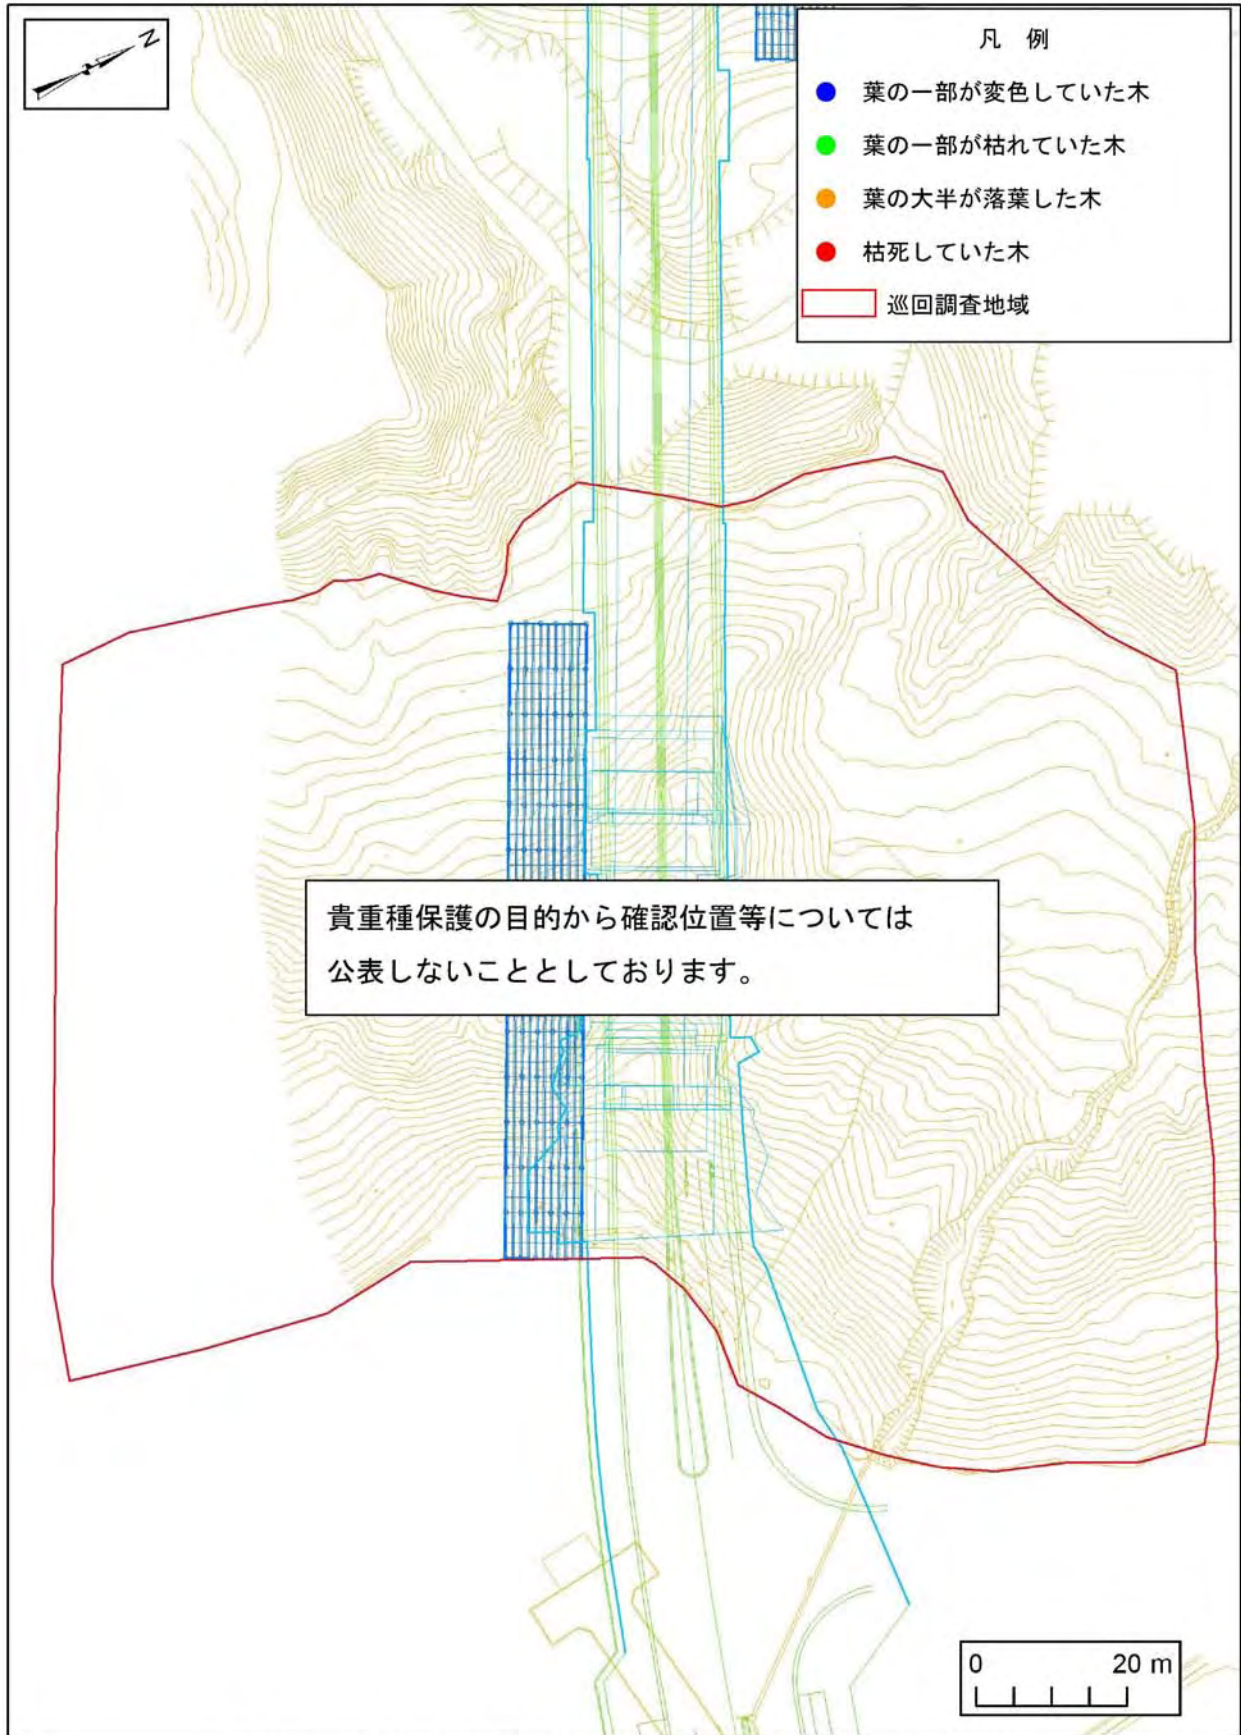 N
凡 例
葉の一部が変色していた木
葉の一部が枯れていた木
葉の大半が落葉した木
枯死していた木
巡回調査地域
貴重種保護の目的から確認位置等については
公表しないこととしております。
0 20 m